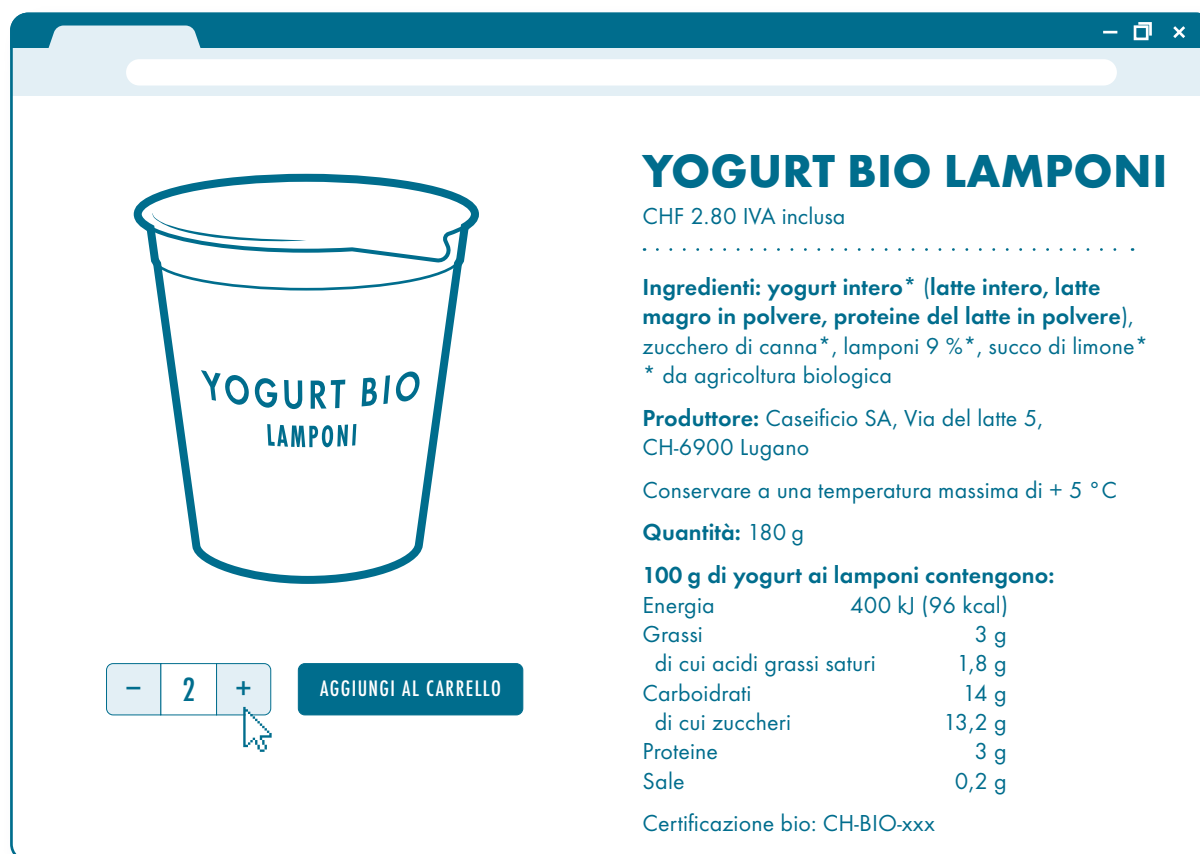 YOGURT BIO LAMPONI
CHF 2.80 IVA inclusa
Ingredienti: yogurt intero* (latte intero, latte
magro in polvere, proteine del latte in polvere),
zucchero di canna*, lamponi 9 %*, succo di limone*
* da agricoltura biologica
Produttore: Caseificio SA, Via del latte 5,
CH-6900 Lugano
Conservare a una temperatura massima di + 5 °C
Quantità: 180 g
100 g di yogurt ai lamponi contengono:
Energia 400 kJ (96 kcal)
Grassi 3 g
di cui acidi grassi saturi 1,8 g
Carboidrati 14 g
di cui zuccheri 13,2 g
Proteine 3 g
Sale 0,2 g
Certificazione bio: CH-BIO-xxx
YOGURT BIO
LAMPONI
− 2 + AGGIUNGI AL CARRELLO